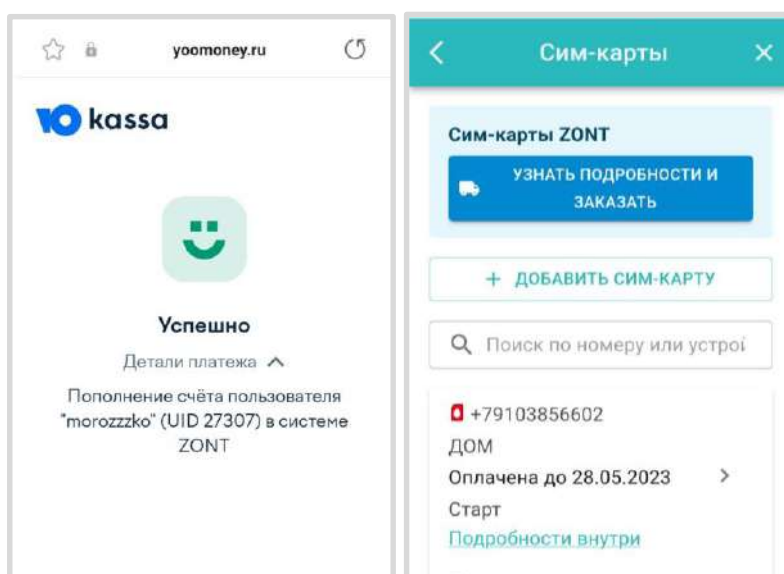 yoomoney.ru
Ю kassa
Успешно
Детали платежа
Пополнение счёта пользователя
"morozzzko" (UID 27307) в системе
ZONT
Сим-карты
Сим-карты ZONT
УЗНАТЬ ПОДРОБНОСТИ И
ЗАКАЗАТЬ
+ ДОБАВИТЬ СИМ-КАРТУ
Поиск по номеру или устрой
+79103856602
ДОМ
Оплачена до 28.05.2023
Старт
Подробности внутри